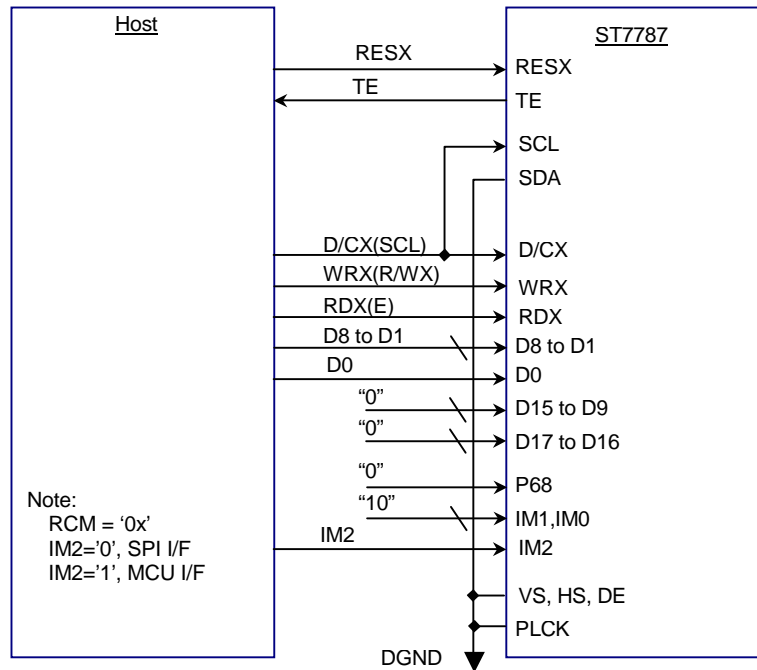 Host
ST7787
RESX
RESX
TE
TE
SCL
SDA
D/CX(SCL)
D/CX
WRX(R/WX)
WRX
RDX(E)
RDX
D8 to D1
D8 to D1
D0
D0
“0”
D15 to D9
“0”
D17 to D16
“0”
P68
“10”
IM1,IM0
IM2
IM2
Note:
RCM = ‘0x’
IM2='0', SPI I/F
IM2='1', MCU I/F
VS, HS, DE
PLCK
DGND